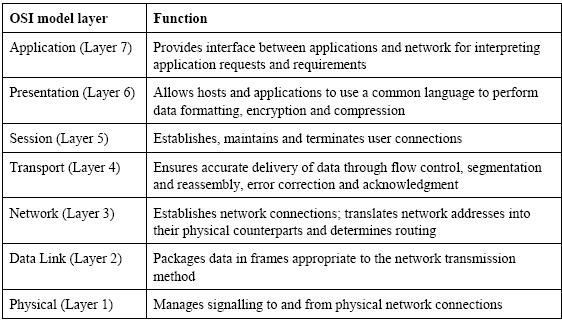 OSI model layer Function
Application (Layer 7) Provides interface between applications and network for interpreting
application requests and requirements
Presentation (Layer 6) Allows hosts and applications to use a common language to perform
data formatting, encryption and compression
Session (Layer 5) Establishes, maintains and terminates user connections
Transport (Layer 4) Ensures accurate delivery of data through flow control, segmentation
and reassembly, error correction and acknowledgment
Network (Layer 3) Establishes network connections; translates network addresses into
their physical counterparts and determines routing
Data Link (Layer 2) Packages data in frames appropriate to the network transmission
method
Physical (Layer 1) Manages signalling to and from physical network connections